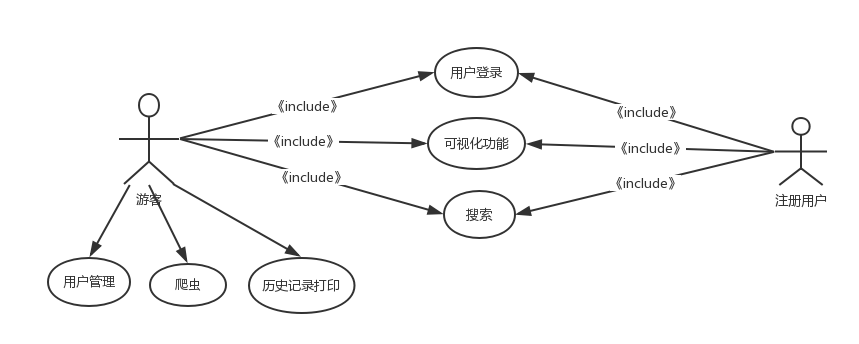 用户登录
《include》
《include》
《include》
《include》
可视化功能
《include》
《include》
游客
搜索
注册用户
用户管理
爬虫
历史记录打印